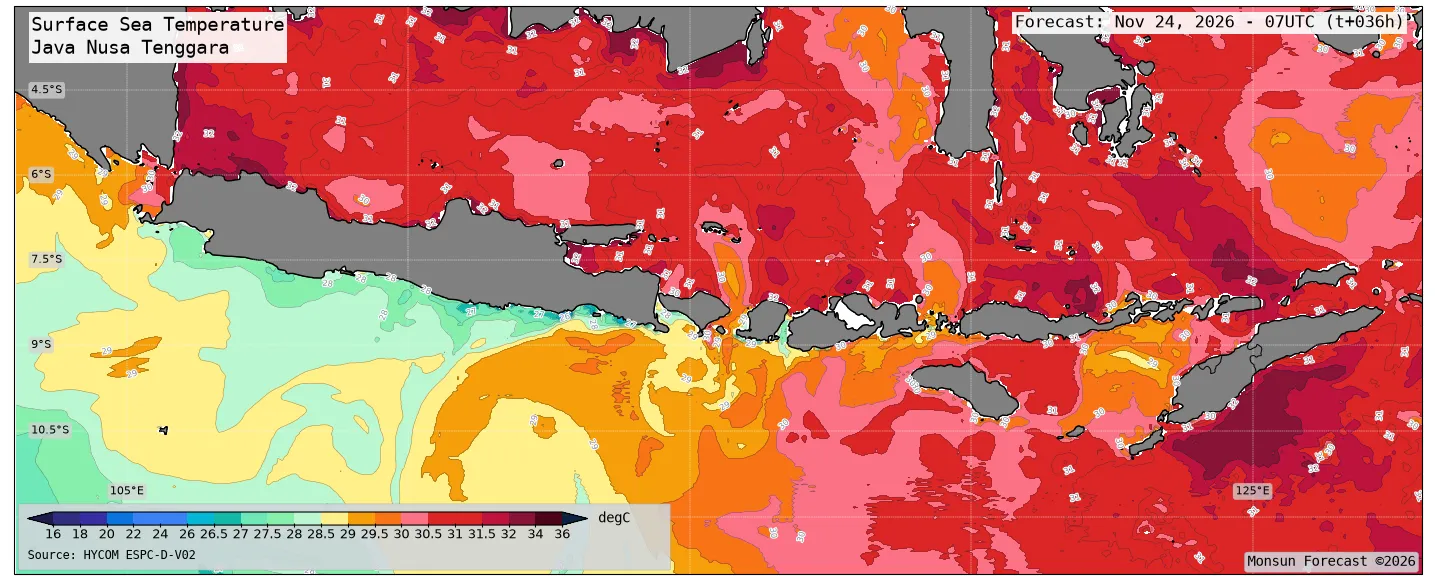 Surface Sea Temperature
Java Nusa Tenggara
Forecast: Nov 24, 2026 - 07UTC (t+036h)
4.5°S
6°S
7.5°S
9°S
10.5°S
105°E
125°E
degC
16 18 20 22 24 26 26.5 27 27.5 28 28.5 29 29.5 30 30.5 31 31.5 32 34 36
Source: HYCOM ESPC-D-V02
Monsun Forecast ©2026